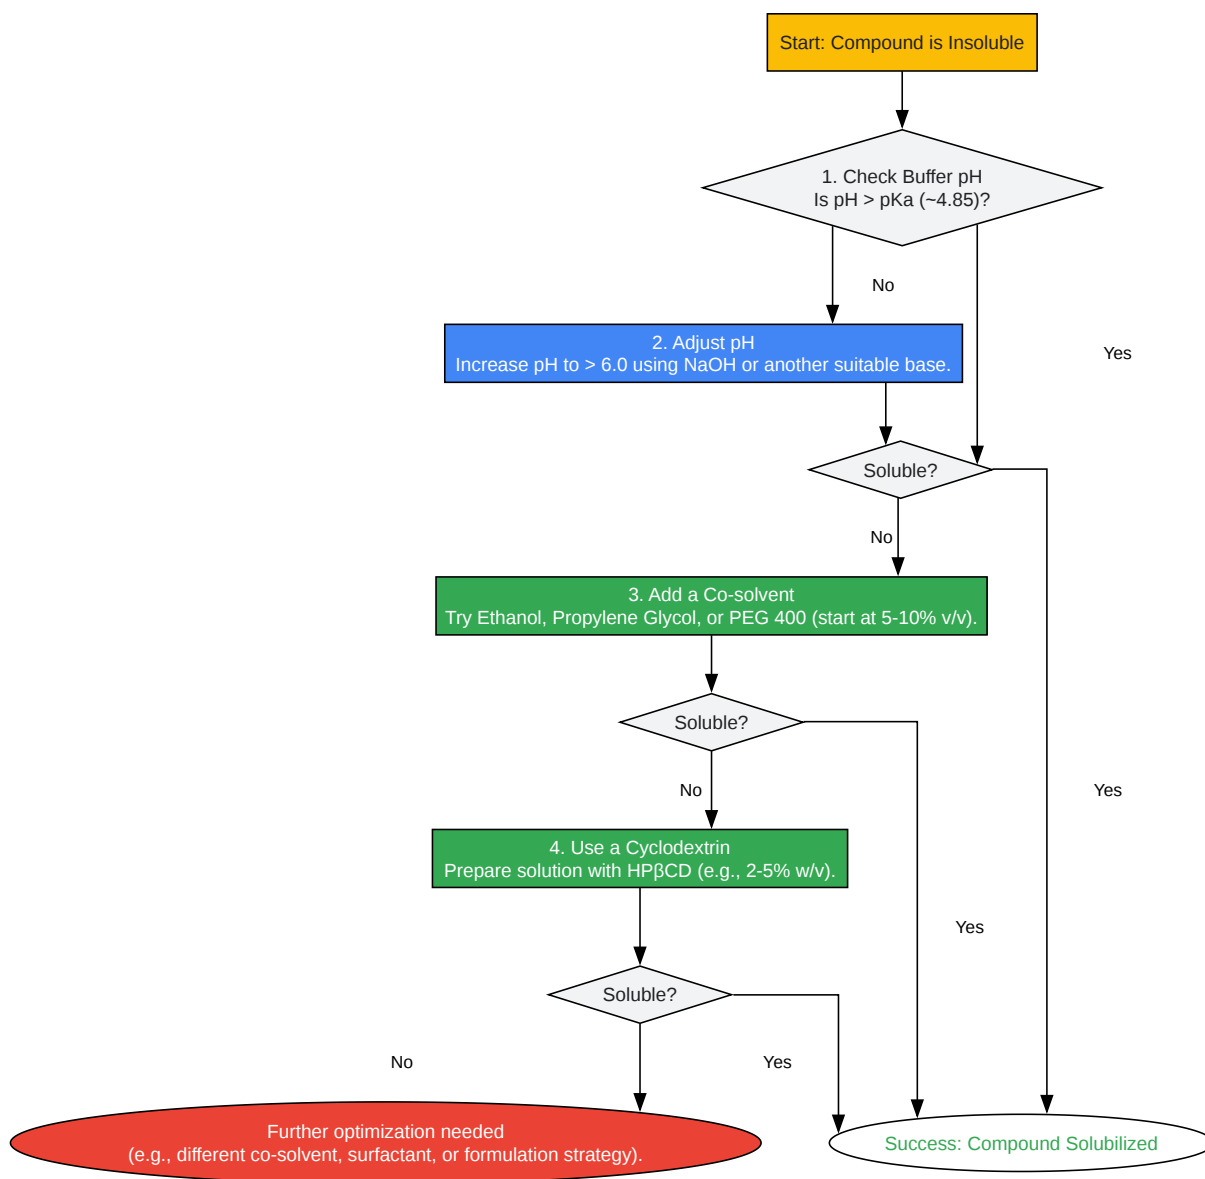 Start: Compound is Insoluble
1. Check Buffer pH
Is pH > pKa (~4.85)?
No
2. Adjust pH
Increase pH to > 6.0 using NaOH or another suitable base.
Yes
Soluble?
No
3. Add a Co-solvent
Try Ethanol, Propylene Glycol, or PEG 400 (start at 5-10% v/v).
Soluble?
No
Yes
4. Use a Cyclodextrin
Prepare solution with HPβCD (e.g., 2-5% w/v).
Yes
Soluble?
No
Yes
Further optimization needed
(e.g., different co-solvent, surfactant, or formulation strategy).
Success: Compound Solubilized